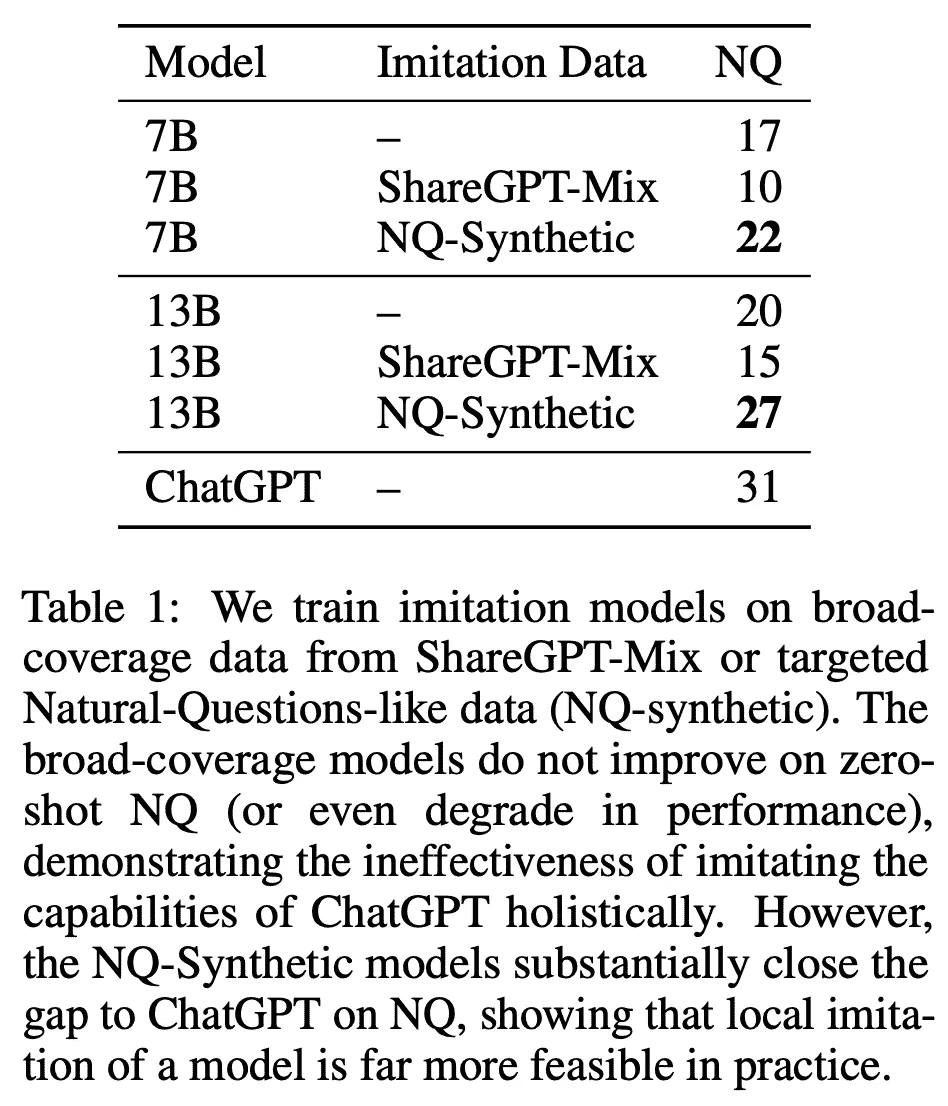 Model Imitation Data NQ
7B – 17
7B ShareGPT-Mix 10
7B NQ-Synthetic 22
13B – 20
13B ShareGPT-Mix 15
13B NQ-Synthetic 27
ChatGPT – 31
Table 1: We train imitation models on broad-
coverage data from ShareGPT-Mix or targeted
Natural-Questions-like data (NQ-synthetic). The
broad-coverage models do not improve on zero-
shot NQ (or even degrade in performance),
demonstrating the ineffectiveness of imitating the
capabilities of ChatGPT holistically. However,
the NQ-Synthetic models substantially close the
gap to ChatGPT on NQ, showing that local imita-
tion of a model is far more feasible in practice.